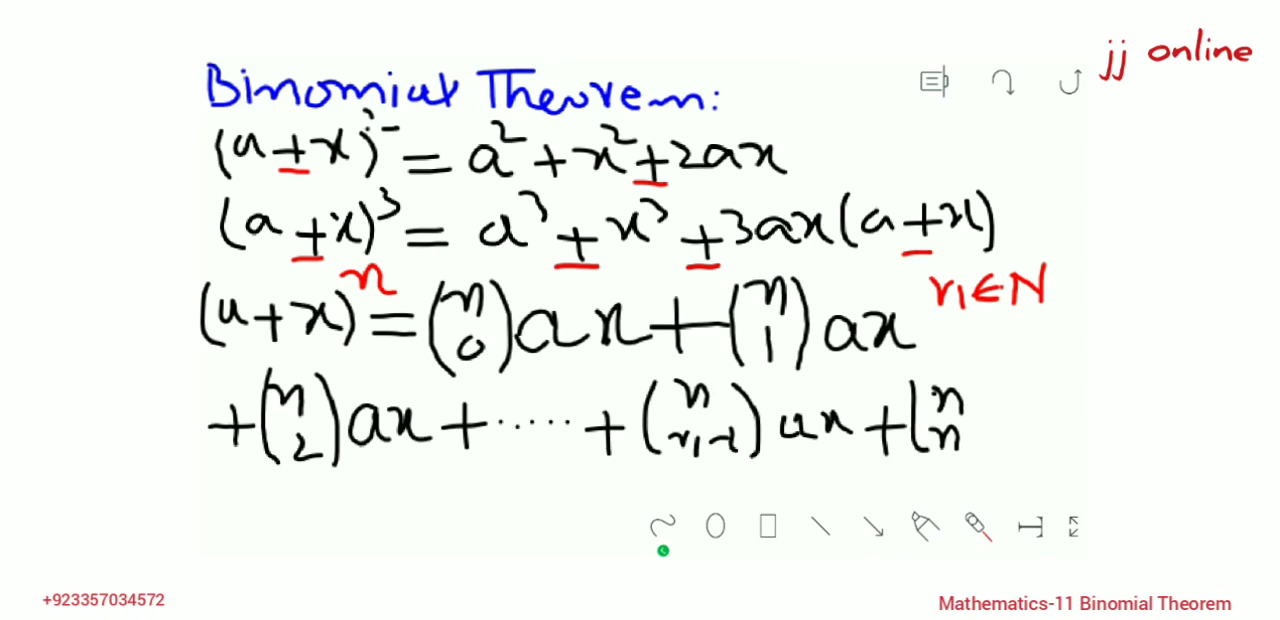 jj online
Binomial Theorem:
(a+x)² = a²+x²+2ax
(a+x)³ = a³+x³+3ax(a+x)
(a+x)ⁿ = (n 0)ax+(n 1)ax n∈N
+(n 2)ax+.....+(n n-1)ax+(n n
+923357034572
Mathematics-11 Binomial Theorem